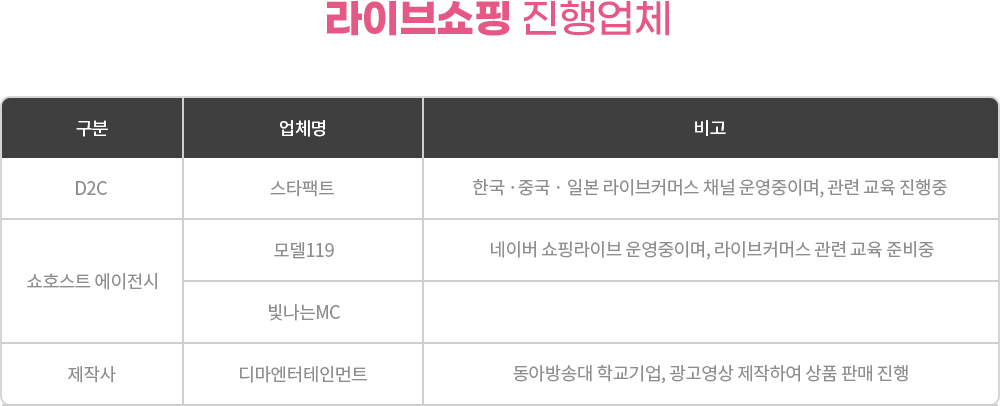 라이브쇼핑 진행업체
구분 업체명 비고
D2C 스타팩트 한국 · 중국 · 일본 라이브커머스 채널 운영중이며, 관련 교육 진행중
쇼호스트 에이전시 모델119 네이버 쇼핑라이브 운영중이며, 라이브커머스 관련 교육 준비중
빛나는MC
제작사 디마엔터테인먼트 동아방송대 학교기업, 광고영상 제작하여 상품 판매 진행